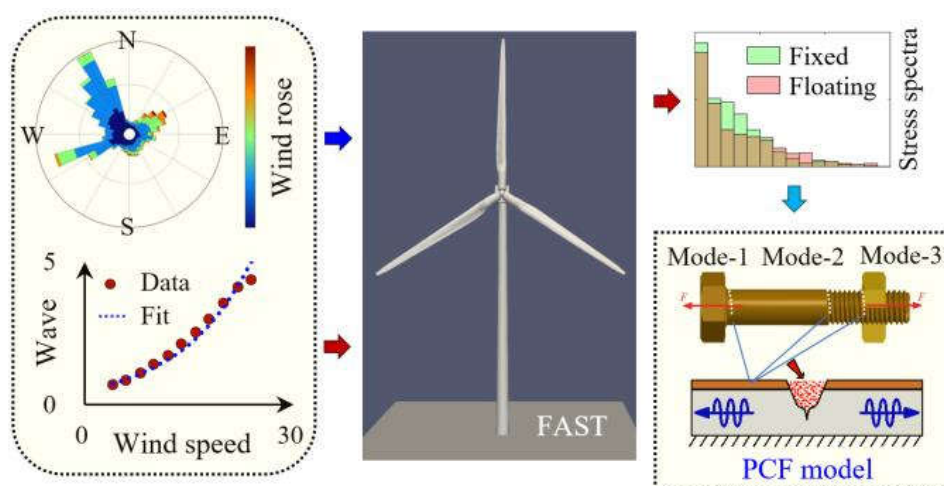 N
W
E
S
Wind rose
5
Data
Fit
Wave
0
0
Wind speed
30
FAST
Fixed
Floating
Stress spectra
Mode-1
Mode-2
Mode-3
F
F
PCF model